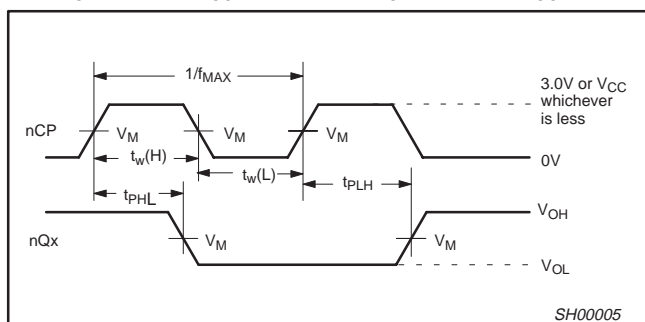 1/fMAX
3.0V or VCC
whichever
is less
nCP
VM
VM
VM
tw(H)
0V
tw(L)
tPHL
tPLH
VOH
nQx
VM
VM
VOL
SH00005